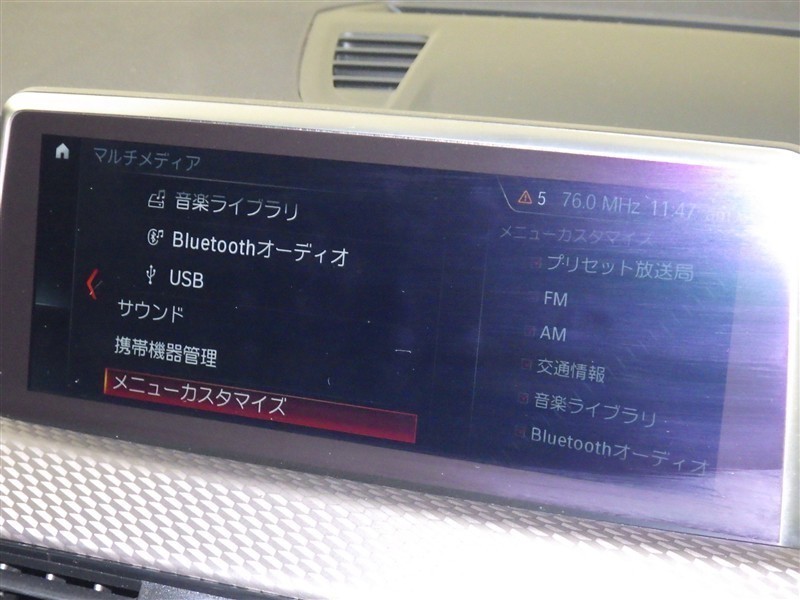 マルチメディア
5 76.0 MHz 11:47
音楽ライブラリ
Bluetoothオーディオ
USB
サウンド
携帯機器管理
メニューカスタマイズ
メニューカスタマイズ
プリセット放送局
FM
AM
交通情報
音楽ライブラリ
Bluetoothオーディオ